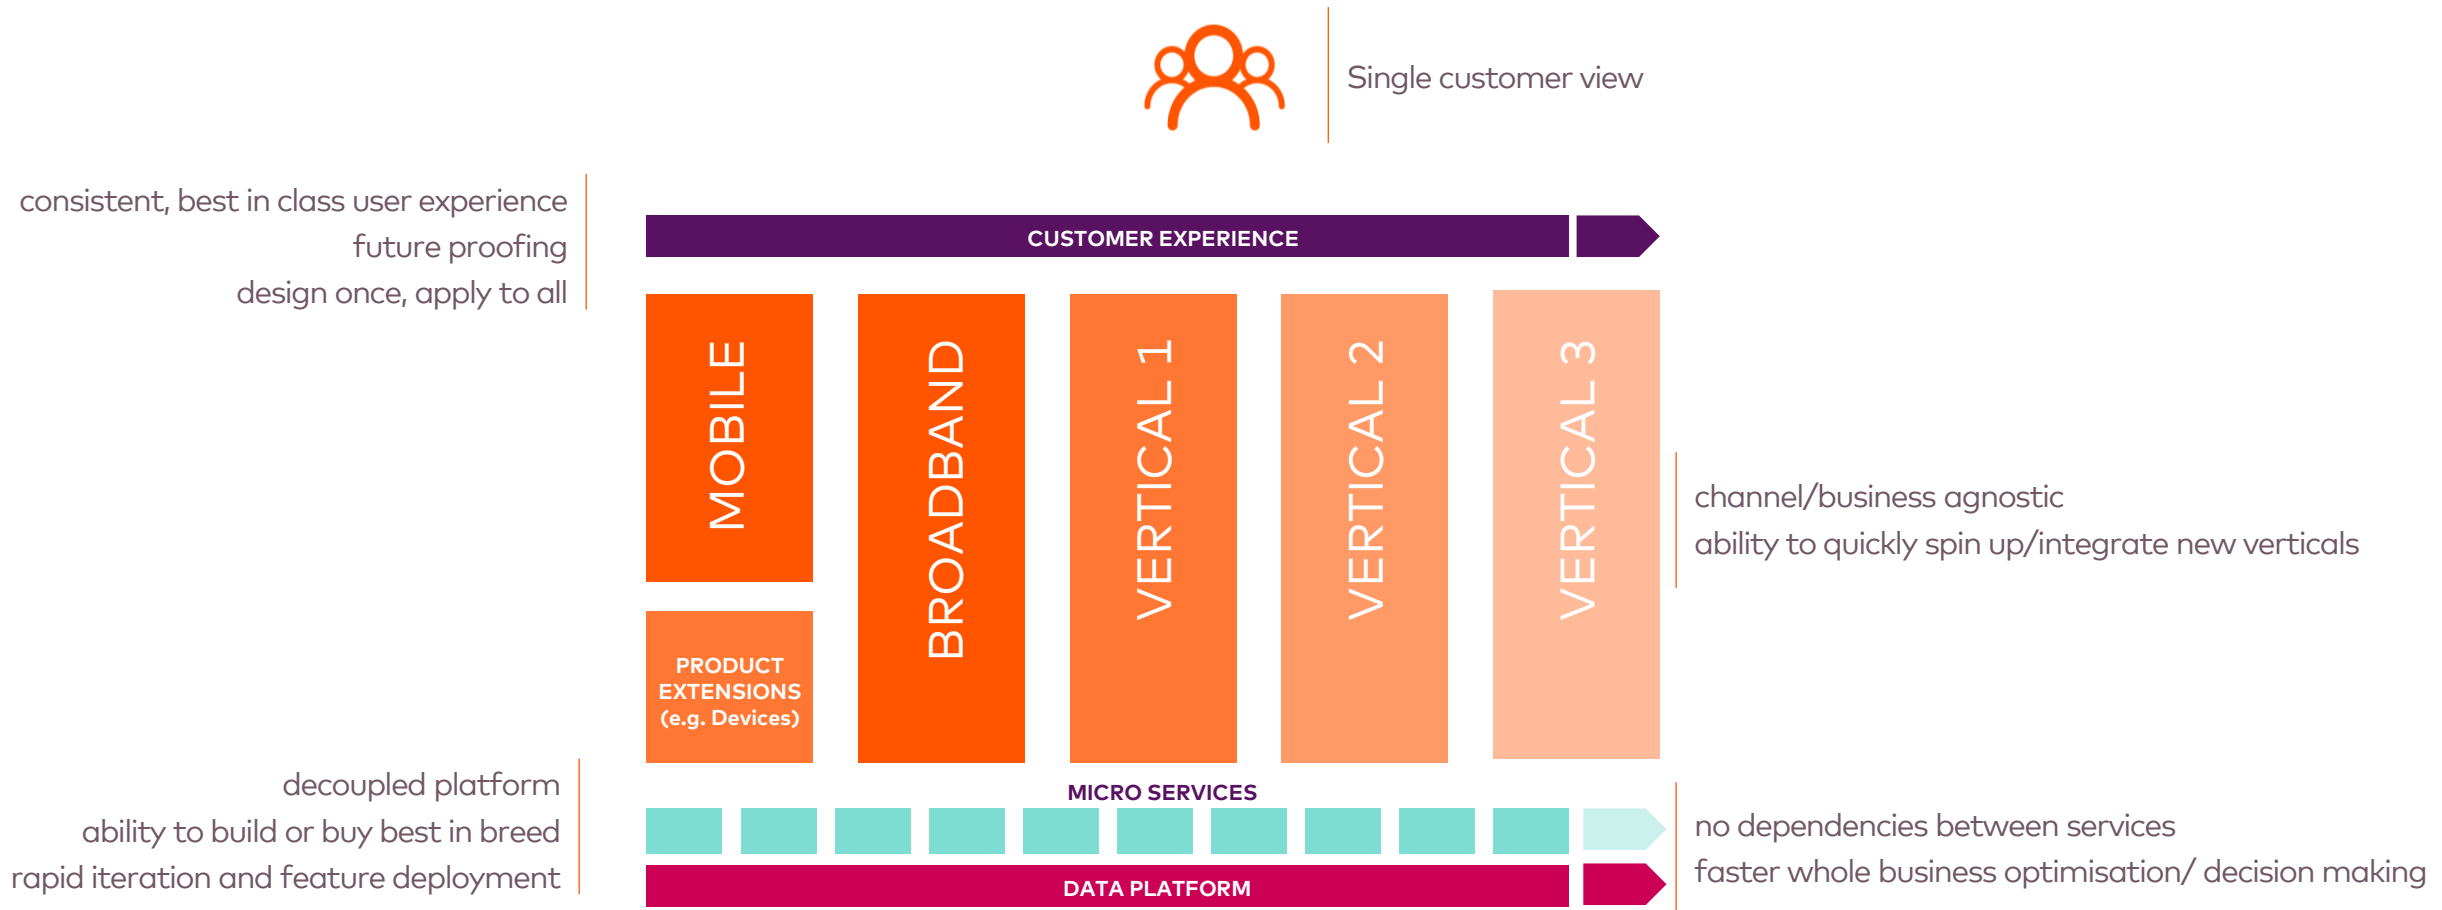 Single customer view
consistent, best in class user experience
future proofing
design once, apply to all
CUSTOMER EXPERIENCE
MOBILE
BROADBAND
VERTICAL 1
VERTICAL 2
VERTICAL 3
PRODUCT
EXTENSIONS
(e.g. Devices)
channel/business agnostic
ability to quickly spin up/integrate new verticals
decoupled platform
ability to build or buy best in breed
rapid iteration and feature deployment
MICRO SERVICES
DATA PLATFORM
no dependencies between services
faster whole business optimisation/ decision making